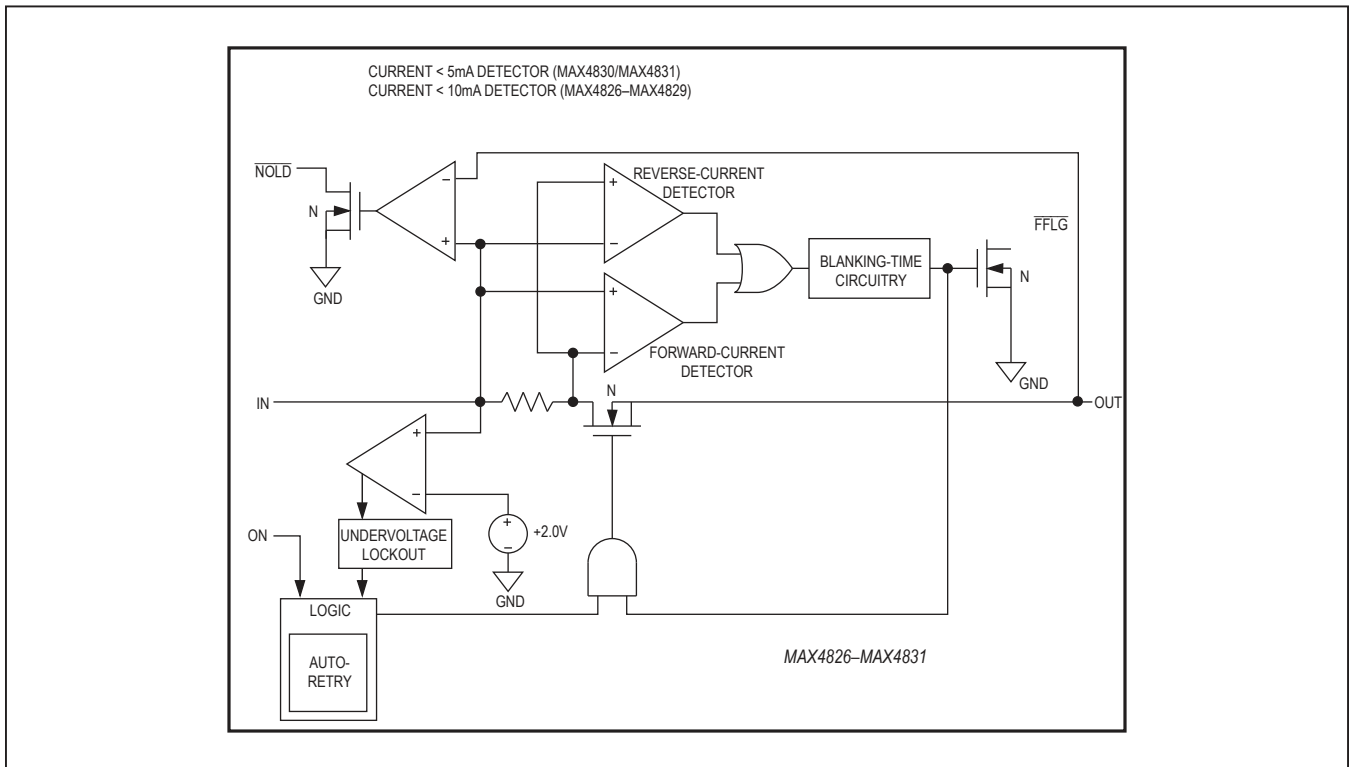 CURRENT < 5mA DETECTOR (MAX4830/MAX4831)
CURRENT < 10mA DETECTOR (MAX4826–MAX4829)
NOLD
N
GND
−
+
REVERSE-CURRENT
DETECTOR
+
−
+
−
FORWARD-CURRENT
DETECTOR
BLANKING-TIME
CIRCUITRY
FFLG
N
GND
IN
N
OUT
+
−
ON
UNDERVOLTAGE
LOCKOUT
+
−
+2.0V
GND
LOGIC
AUTO-
RETRY
MAX4826–MAX4831